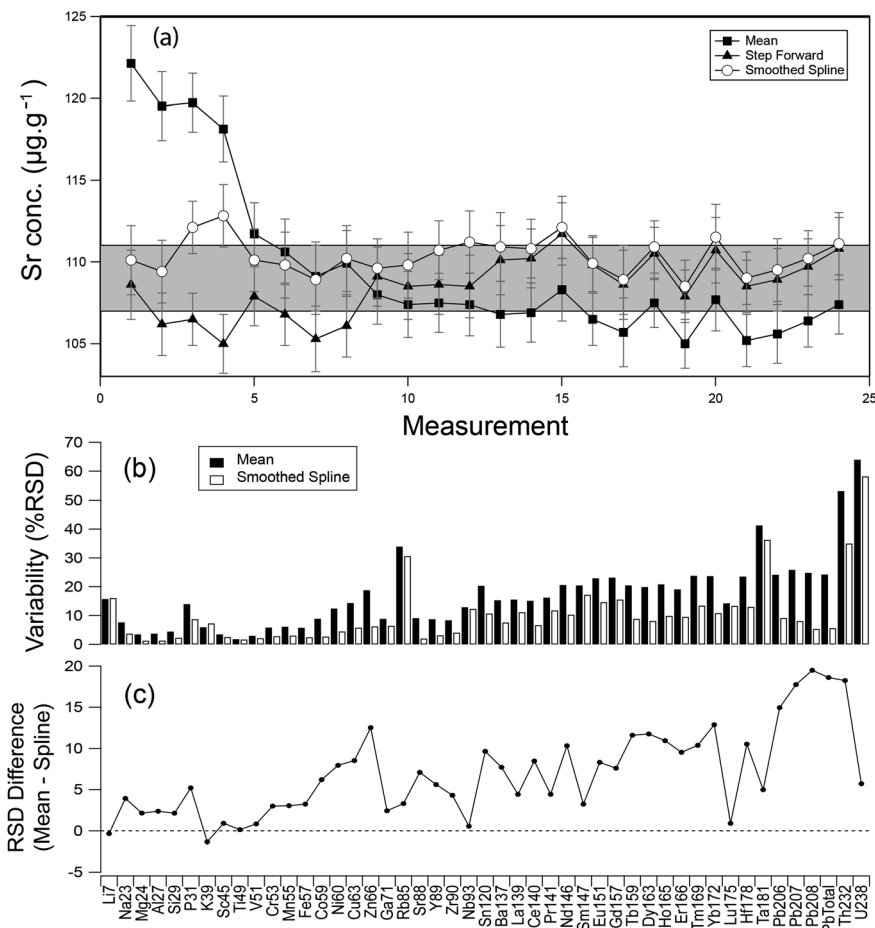 125
(a)
Mean
Step Forward
Smoothed Spline
120
115
110
105
Sr conc. (µg.g⁻¹)
0 5 10 15 20 25
Measurement
(b)
Mean
Smoothed Spline
70
60
50
40
30
20
10
0
Variability (%RSD)
(c)
20
15
10
5
0
-5
RSD Difference
(Mean - Spline)
Li7
Na23
Mg24
Al27
Si29
P31
K39
Sc45
Ti49
V51
Cr53
Mn55
Fe57
Co59
Ni60
Cu63
Zn66
Ga71
Rb85
Sr88
Y89
Zr90
Nb93
Sn120
Ba137
La139
Ce140
Pr141
Nd146
Sm147
Eu151
Gd157
Tb159
Dy163
Ho165
Er166
Tm169
Yb172
Lu175
Hf178
Ta181
Pb206
Pb207
Pb208
PbTotal
Th232
U238